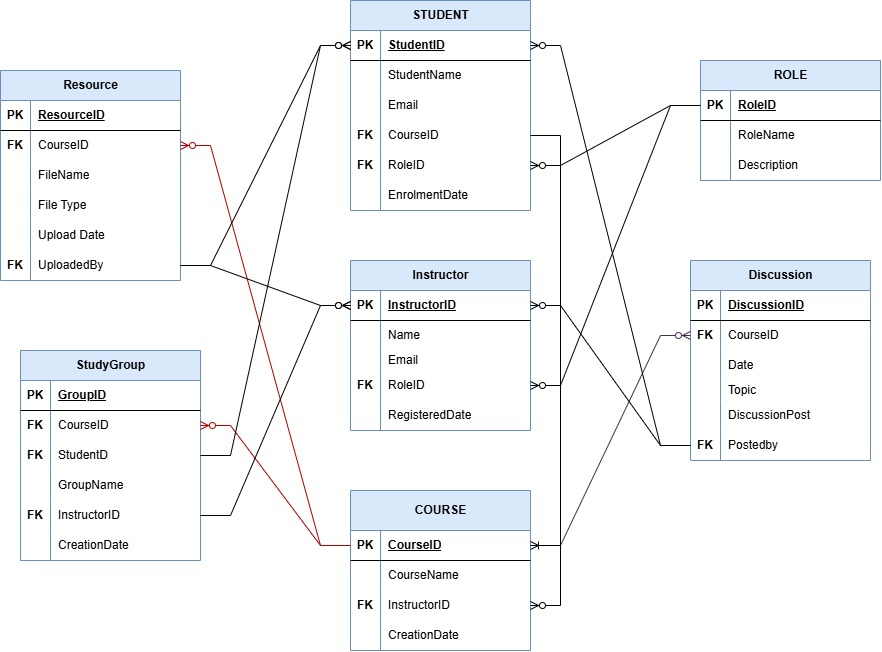 STUDENT
PK StudentID
StudentName
Email
FK CourseID
FK RoleID
EnrolmentDate
Resource
PK ResourceID
FK CourseID
FileName
File Type
Upload Date
FK UploadedBy
ROLE
PK RoleID
RoleName
Description
Instructor
PK InstructorID
Name
Email
FK RoleID
RegisteredDate
Discussion
PK DiscussionID
FK CourseID
Date
Topic
DiscussionPost
FK Postedby
StudyGroup
PK GroupID
FK CourseID
FK StudentD
GroupName
FK InstructorID
CreationDate
COURSE
PK CourseID
CourseName
FK InstructorID
CreationDate